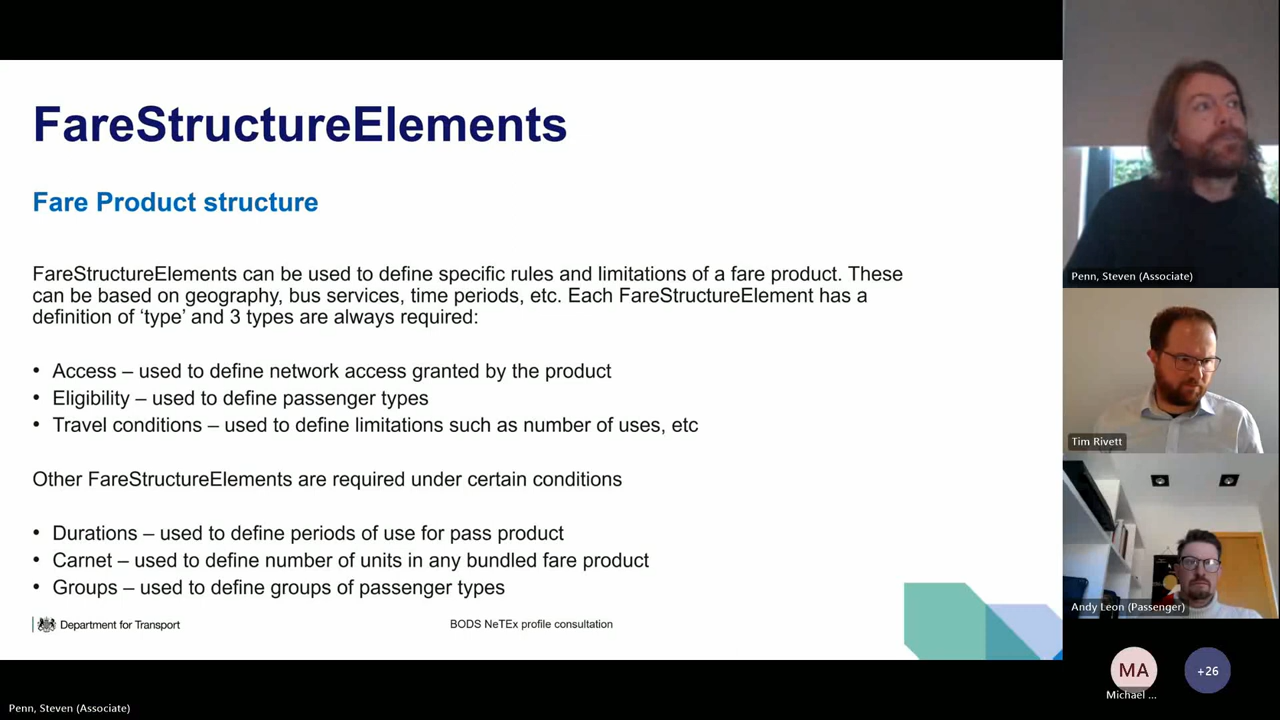 FareStructureElements
Fare Product structure
FareStructureElements can be used to define specific rules and limitations of a fare product. These
can be based on geography, bus services, time periods, etc. Each FareStructureElement has a
definition of ‘type’ and 3 types are always required:
• Access – used to define network access granted by the product
• Eligibility – used to define passenger types
• Travel conditions – used to define limitations such as number of uses, etc
Other FareStructureElements are required under certain conditions
• Durations – used to define periods of use for pass product
• Carnet – used to define number of units in any bundled fare product
• Groups – used to define groups of passenger types
Department for Transport
BODS NeTEx profile consultation
Penn, Steven (Associate)
Tim Rivett
Andy Leon (Passenger)
MA
+26
Michael ...
Penn, Steven (Associate)